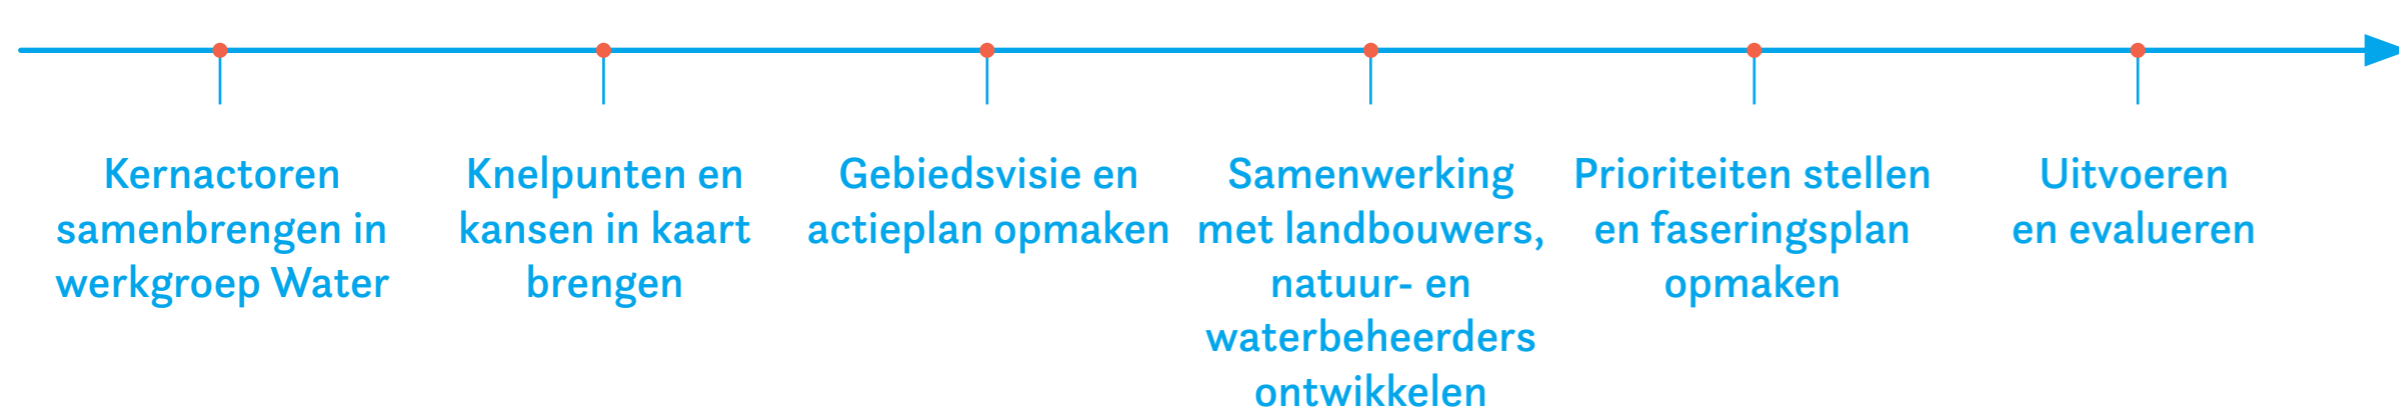 Kernactoren
samenbrengen in
werkgroep Water
Knelpunten en
kansen in kaart
brengen
Gebiedsvisie en
actieplan opmaken
Samenwerking
met landbouwers,
natuur- en
waterbeheerders
ontwikkelen
Prioriteiten stellen
en faseringsplan
opmaken
Uitvoeren
en evalueren